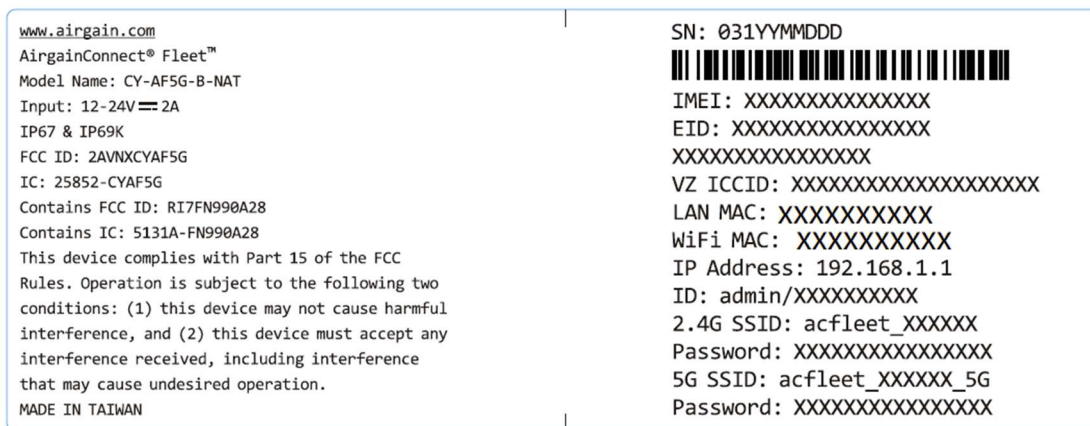 www.airgain.com
AirgainConnect® Fleet™
Model Name: CY-AF5G-B-NAT
Input: 12-24V⎓2A
IP67 & IP69K
FCC ID: 2AVNXCYAF5G
IC: 25852-CYAF5G
Contains FCC ID: RI7FN990A28
Contains IC: 5131A-FN990A28
This device complies with Part 15 of the FCC
Rules. Operation is subject to the following two
conditions: (1) this device may not cause harmful
interference, and (2) this device must accept any
interference received, including interference
that may cause undesired operation.
MADE IN TAIWAN
SN: 031YYMMDDD
IMEI: XXXXXXXXXXXXXXX
EID: XXXXXXXXXXXXXXXX
XXXXXXXXXXXXXXXX
VZ ICCID: XXXXXXXXXXXXXXXXXXXX
LAN MAC: XXXXXXXXXX
WiFi MAC: XXXXXXXXXX
IP Address: 192.168.1.1
ID: admin/XXXXXXXXXX
2.4G SSID: acfleet_XXXXXX
Password: XXXXXXXXXXXXXXXX
5G SSID: acfleet_XXXXXX_5G
Password: XXXXXXXXXXXXXXXX